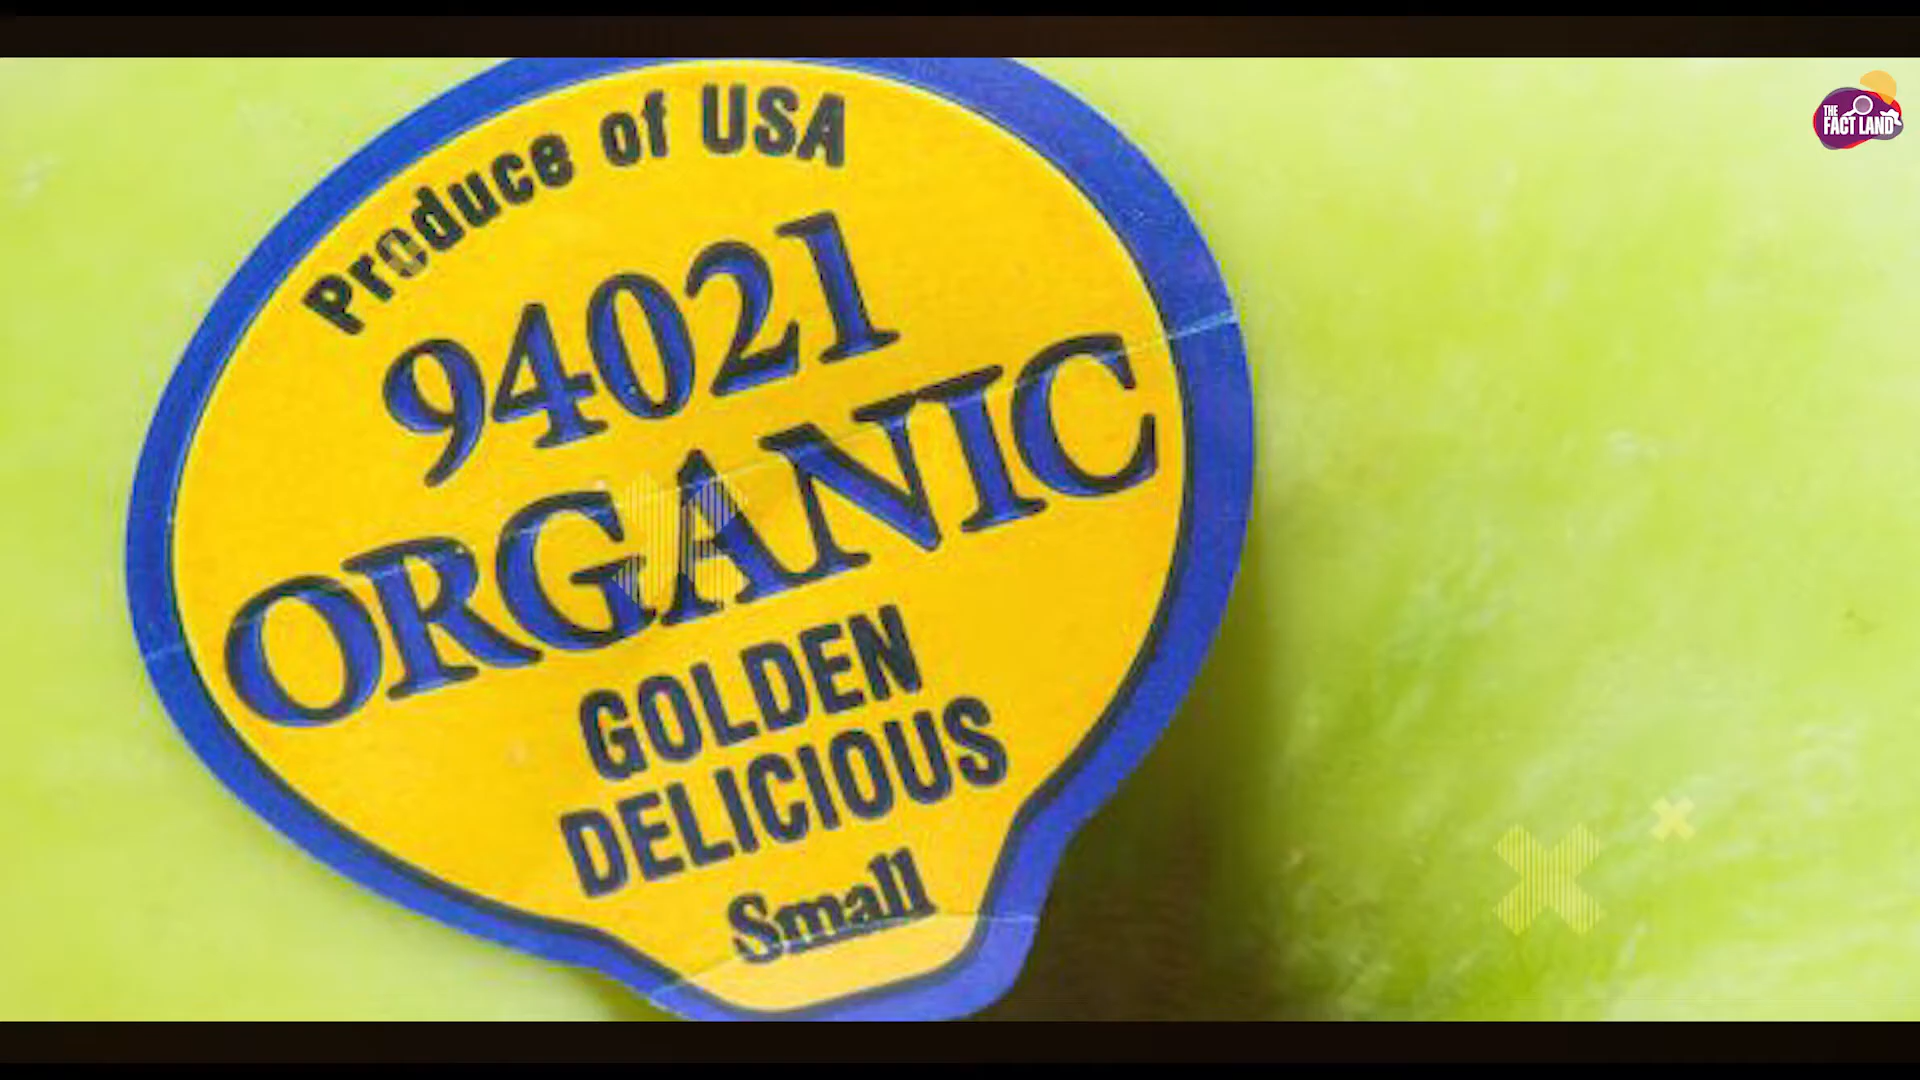 Produce of USA
94021
ORGANIC
GOLDEN
DELICIOUS
Small
THE
FACT LAND